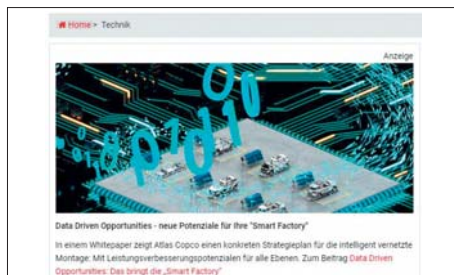 Home > Technik
Anzeige
Data Driven Opportunities - neue Potenziale für Ihre "Smart Factory"
In einem Whitepaper zeigt Atlas Copco einen konkreten Strategieplan für die intelligent vernetzte
Montage: Mit Leistungsverbesserungspotenzialen für alle Ebenen. Zum Beitrag Data Driven
Opportunities: Das bringt die „Smart Factory"